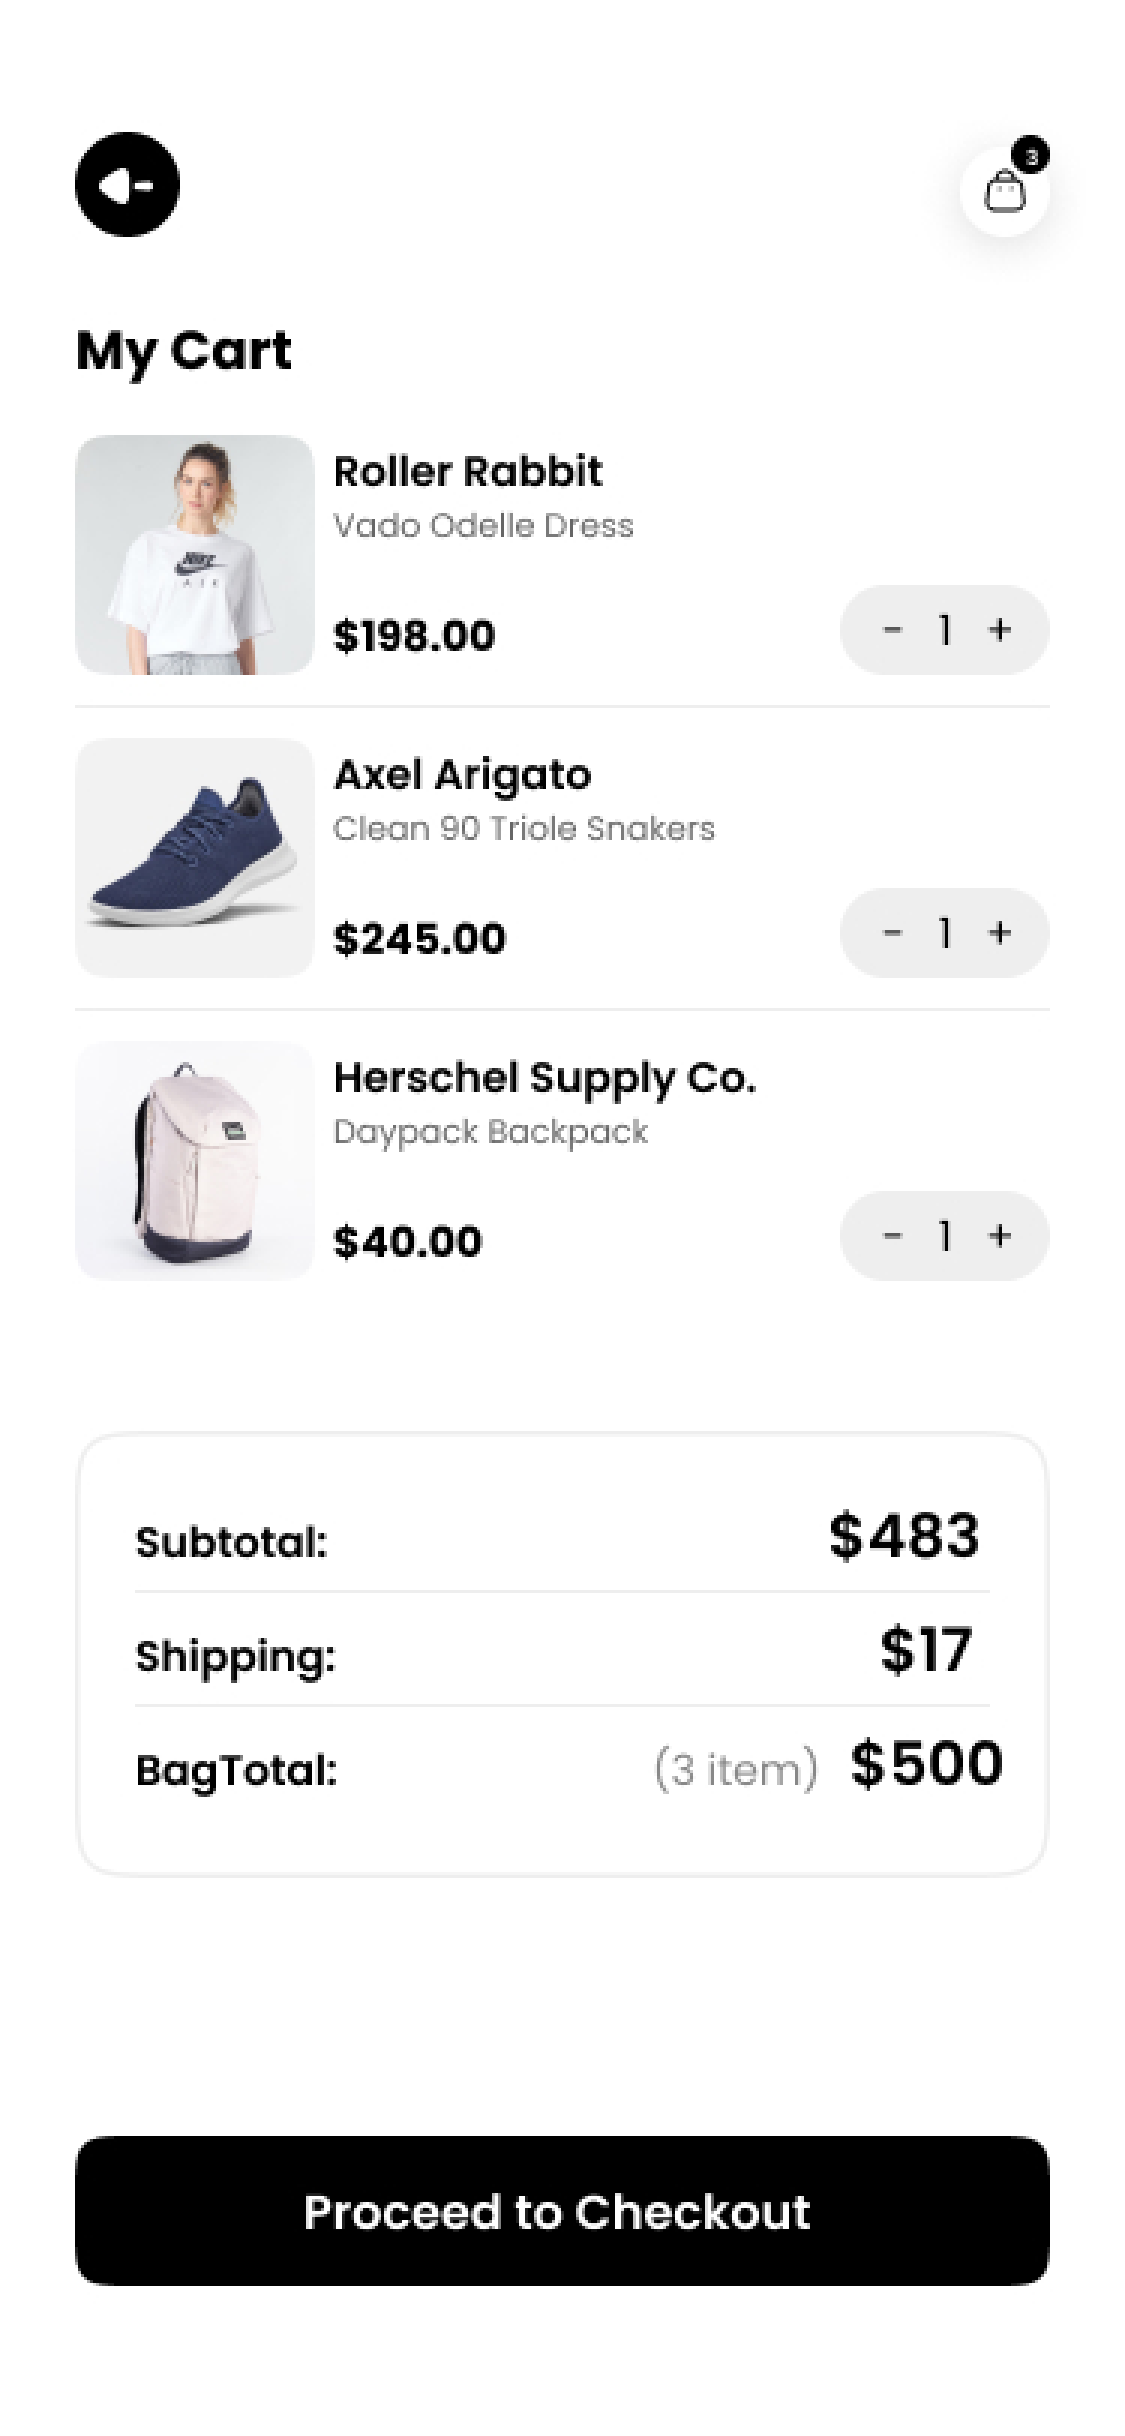 3
My Cart
Roller Rabbit
Vado Odelle Dress
NIKE
AIR
$198.00
- 1 +
Axel Arigato
Clean 90 Triole Snakers
$245.00
- 1 +
Herschel Supply Co.
Daypack Backpack
$40.00
- 1 +
Subtotal: $483
Shipping: $17
BagTotal: (3 item) $500
Proceed to Checkout